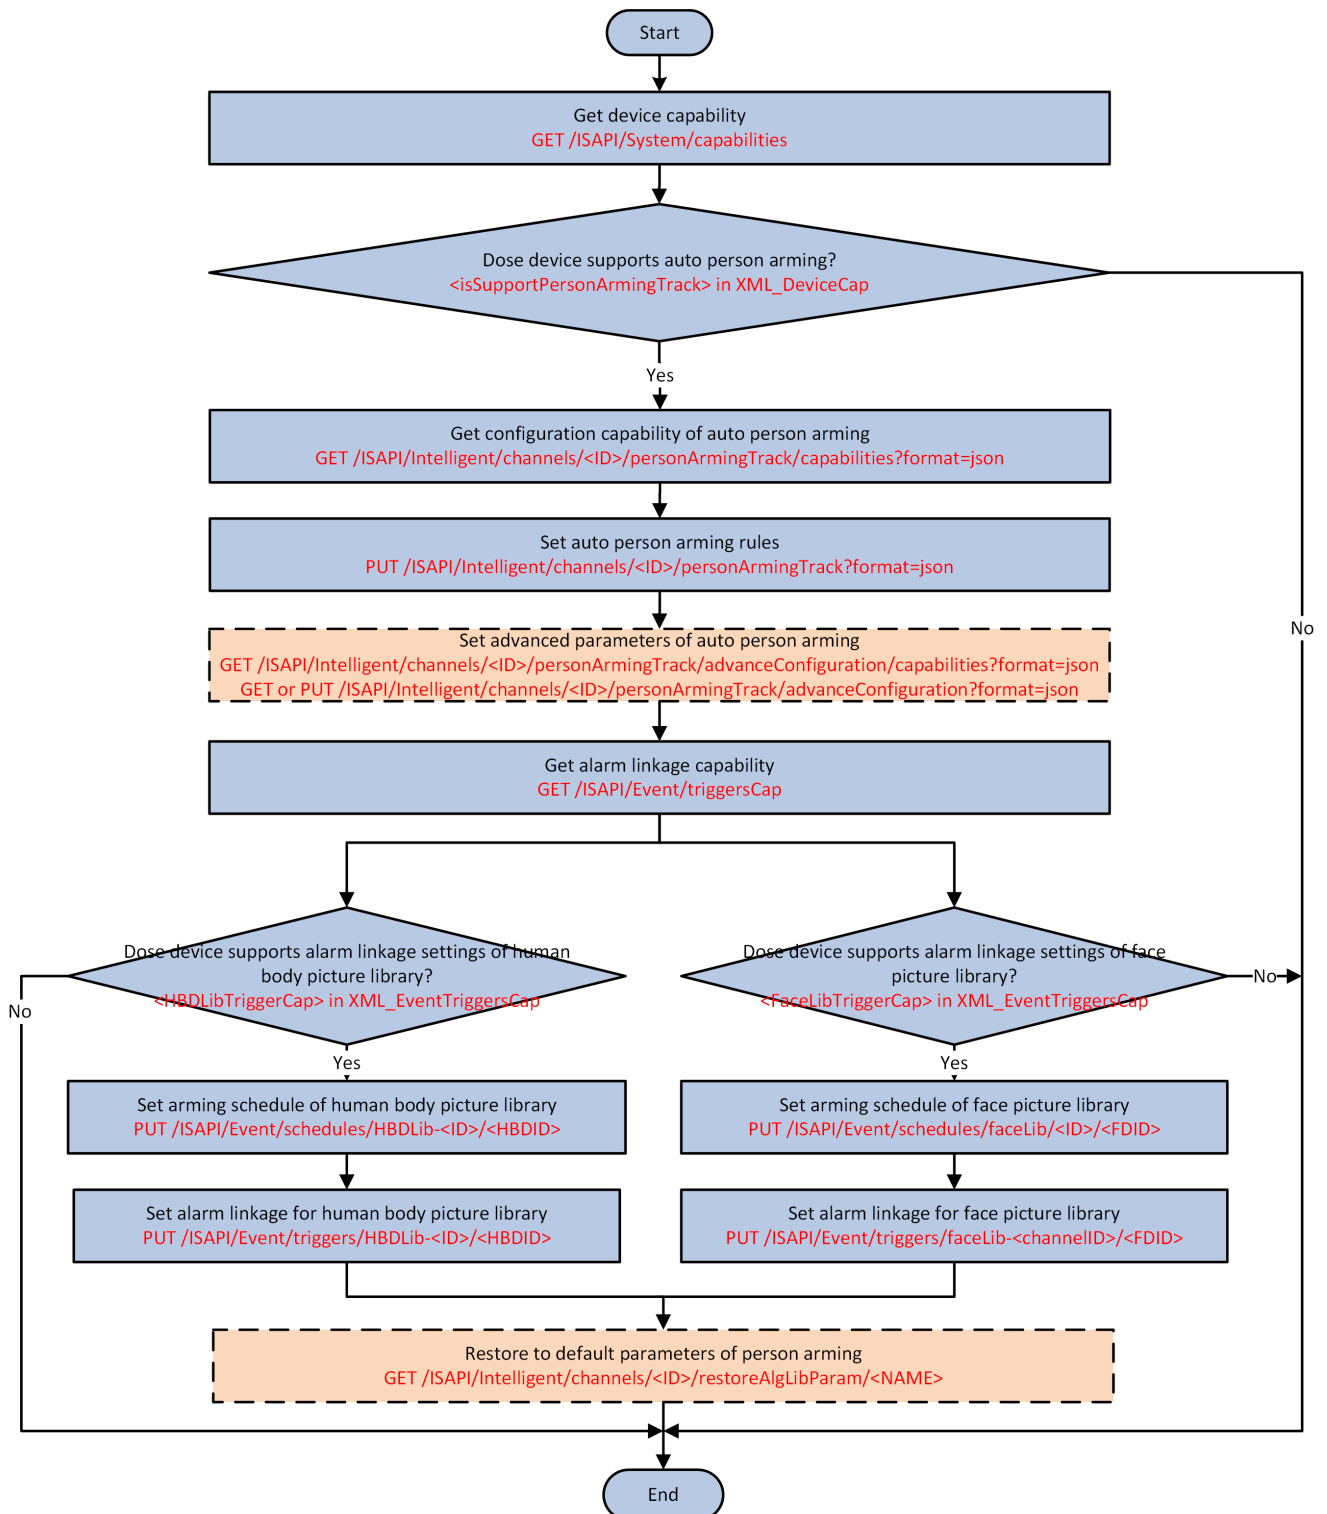 Start
Get device capability
GET /ISAPI/System/capabilities
Dose device supports auto person arming?
<isSupportPersonArmingTrack> in XML_DeviceCap
Yes
Get configuration capability of auto person arming
GET /ISAPI/Intelligent/channels/<ID>/personArmingTrack/capabilities?format=json
Set auto person arming rules
PUT /ISAPI/Intelligent/channels/<ID>/personArmingTrack?format=json
No
Set advanced parameters of auto person arming
GET /ISAPI/Intelligent/channels/<ID>/personArmingTrack/advanceConfiguration/capabilities?format=json
GET or PUT /ISAPI/Intelligent/channels/<ID>/personArmingTrack/advanceConfiguration?format=json
Get alarm linkage capability
GET /ISAPI/Event/triggersCap
Dose device supports alarm linkage settings of human
body picture library?
<HBDLibTriggerCap> in XML_EventTriggersCap
No
Yes
Dose device supports alarm linkage settings of face
picture library?
<FaceLibTriggerCap> in XML_EventTriggersCap
No
Yes
Set arming schedule of human body picture library
PUT /ISAPI/Event/schedules/HBDLib-<ID>/<HBDID>
Set arming schedule of face picture library
PUT /ISAPI/Event/schedules/faceLib/<ID>/<FDID>
Set alarm linkage for human body picture library
PUT /ISAPI/Event/triggers/HBDLib-<ID>/<HBDID>
Set alarm linkage for face picture library
PUT /ISAPI/Event/triggers/faceLib-<channelID>/<FDID>
Restore to default parameters of person arming
GET /ISAPI/Intelligent/channels/<ID>/restoreAlgLibParam/<NAME>
End